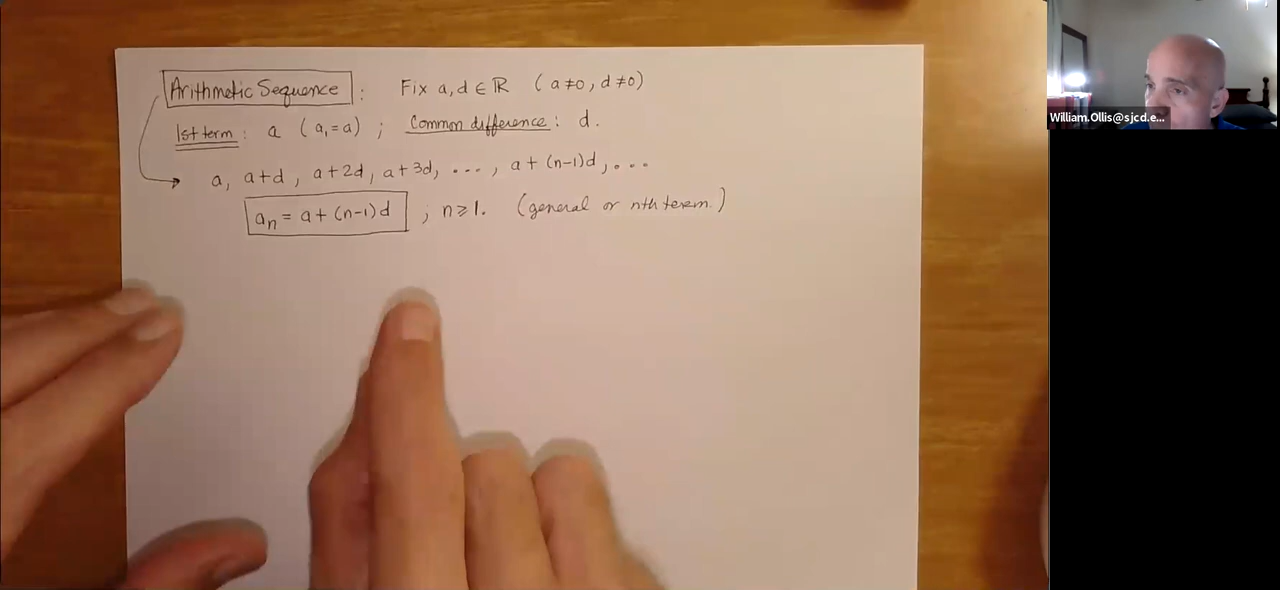 Arithmetic Sequence : Fix a, d ∈ ℝ (a≠0, d≠0)
1st term : a (a₁=a) ; Common difference : d.
a, a+d, a+2d, a+3d, ..., a+(n-1)d, ...
aₙ = a+(n-1)d ; n≥1. (general or nth term.)
William.Ollis@sjcd.e...